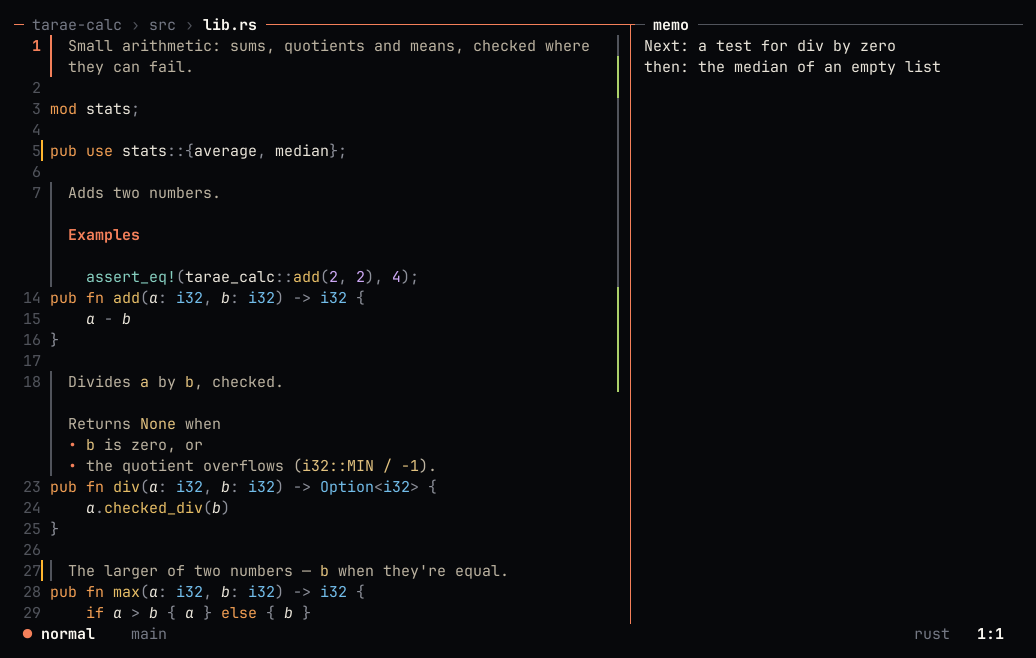 tarae-calc › src › lib.rs
memo
1 Small arithmetic: sums, quotients and means, checked where
they can fail.
2
3 mod stats;
4
5 pub use stats::{average, median};
6
7 Adds two numbers.
Examples
assert_eq!(tarae_calc::add(2, 2), 4);
14 pub fn add(a: i32, b: i32) -> i32 {
15 a - b
16 }
17
18 Divides a by b, checked.
Returns None when
• b is zero, or
• the quotient overflows (i32::MIN / -1).
23 pub fn div(a: i32, b: i32) -> Option<i32> {
24 a.checked_div(b)
25 }
26
27 The larger of two numbers — b when they're equal.
28 pub fn max(a: i32, b: i32) -> i32 {
29 if a > b { a } else { b }
Next: a test for div by zero
then: the median of an empty list
normal main rust 1:1